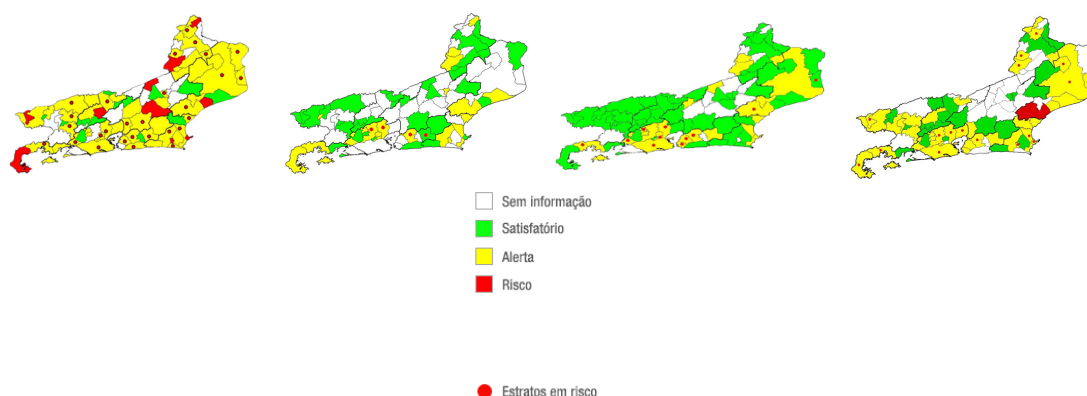 Sem informação
Satisfatório
Alerta
Risco
Estratos em risco